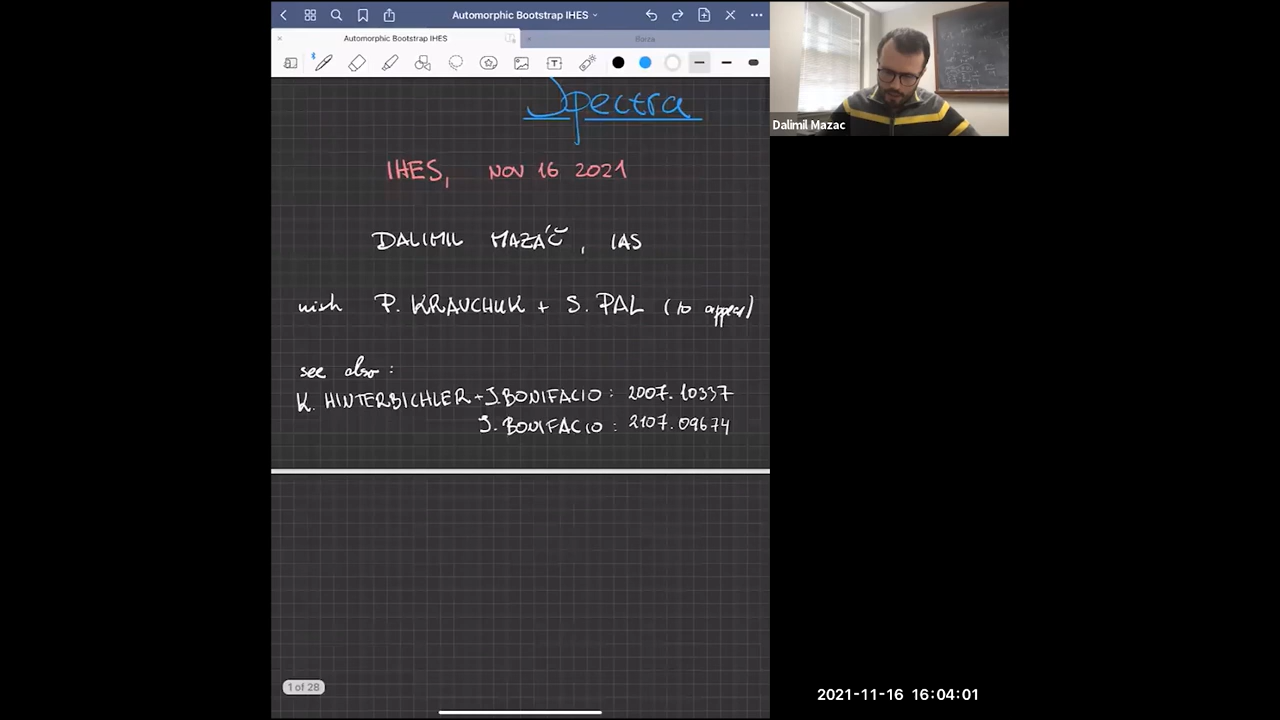 Automorphic Bootstrap IHES
Automorphic Bootstrap IHES
Spectra
IHES, NOV 16 2021
DALIMIL MAZÁČ, IAS
with P. KRAVCHUK + S. PAL (to appear)
see also:
K. HINTERBICHLER + J. BONIFACIO: 2007.10337
J. BONIFACIO: 2107.09674
1 of 28
Dalimil Mazac
2021-11-16 16:04:01